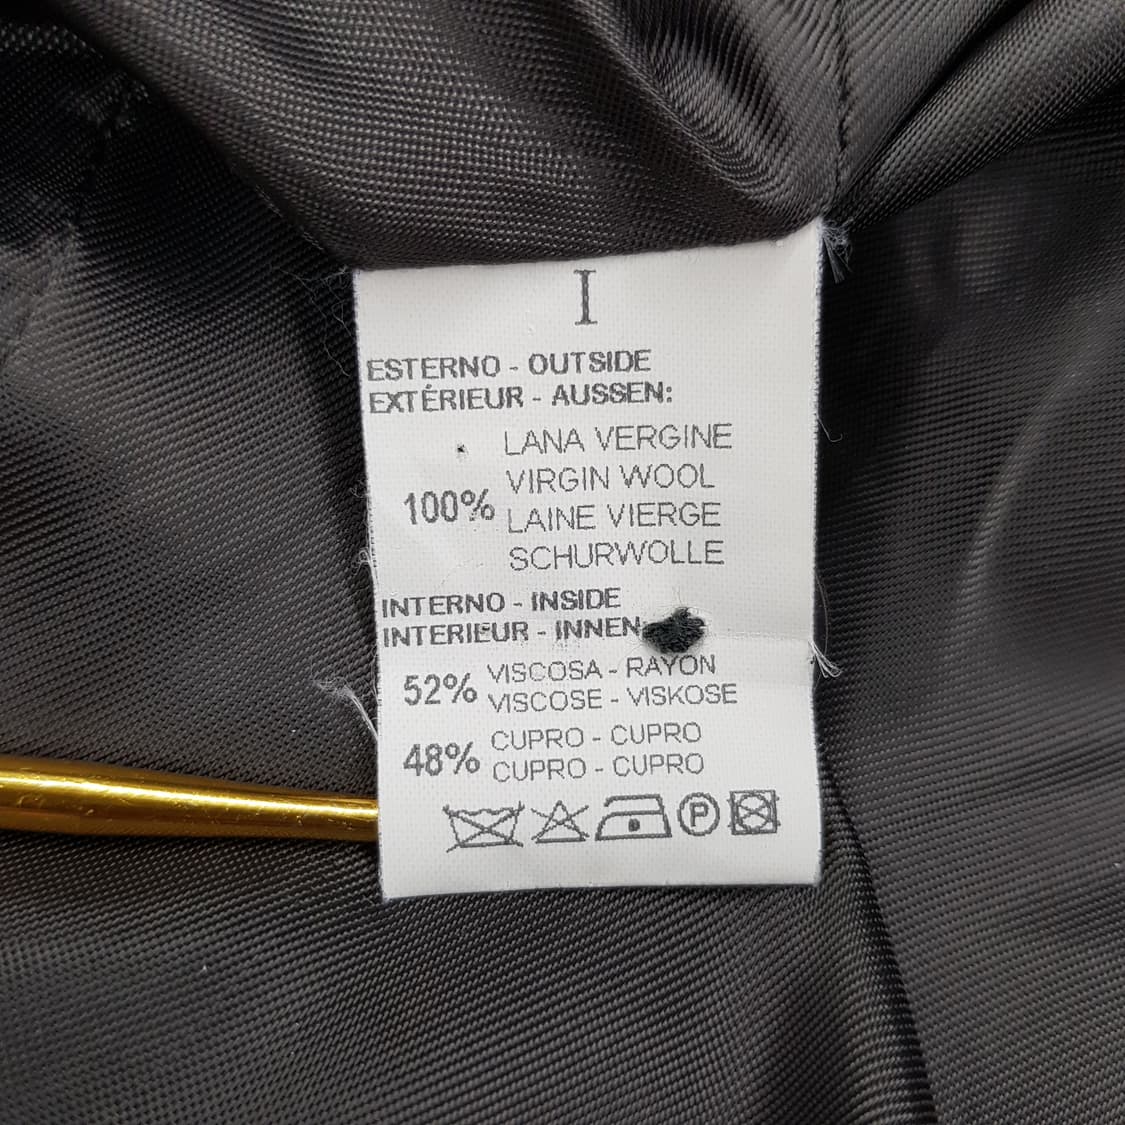 I
ESTERNO - OUTSIDE
EXTÉRIEUR - AUSSEN:
LANA VERGINE
VIRGIN WOOL
100%
LAINE VIERGE
SCHURWOLLE
INTERNO - INSIDE
INTERIEUR - INNEN
VISCOSA - RAYON
52%
VISCOSE - VISKOSE
CUPRO - CUPRO
48%
CUPRO - CUPRO
P